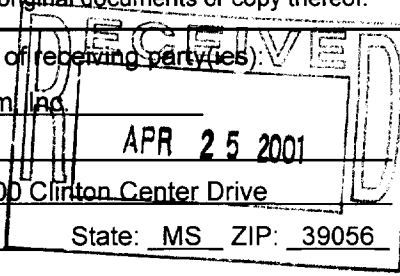 original documents or copy thereof.
RECEIVED
of receiving party(ies):
Inc.
APR 25 2001
00 Clinton Center Drive
State: MS ZIP: 39056